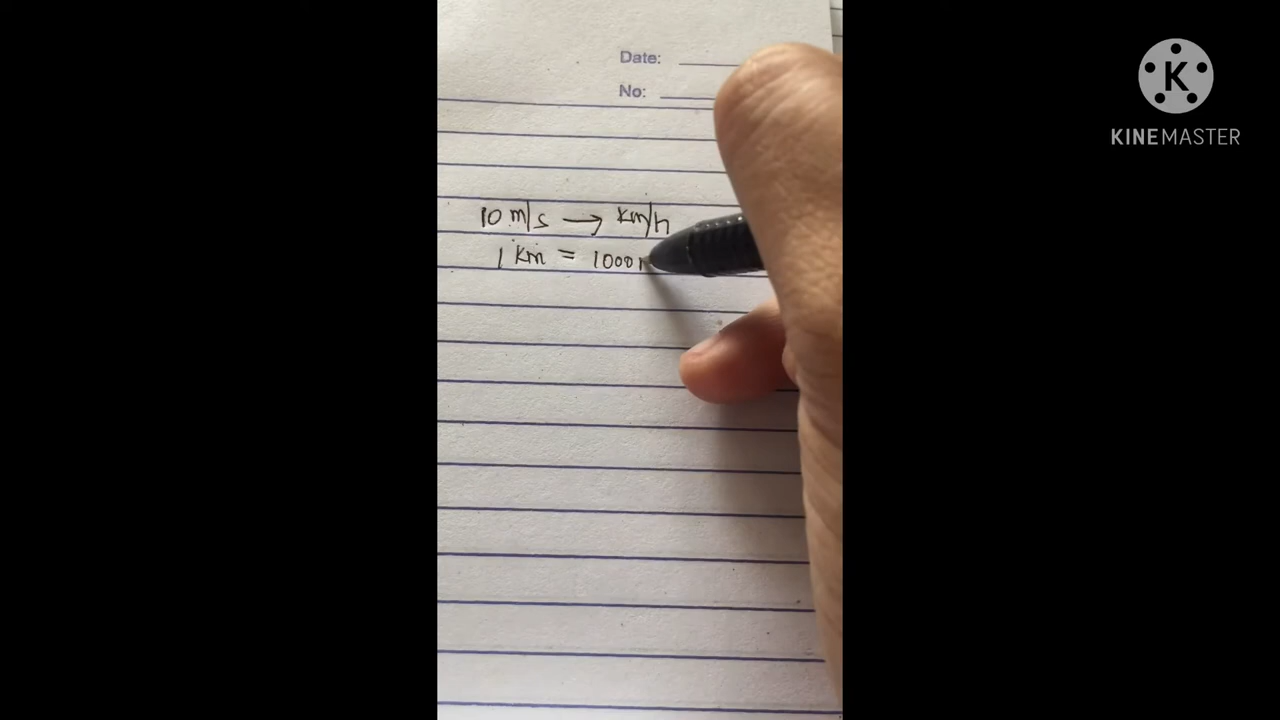 Date:
No:
10 m/s → km/h
1 km = 1000 m
K
KINEMASTER